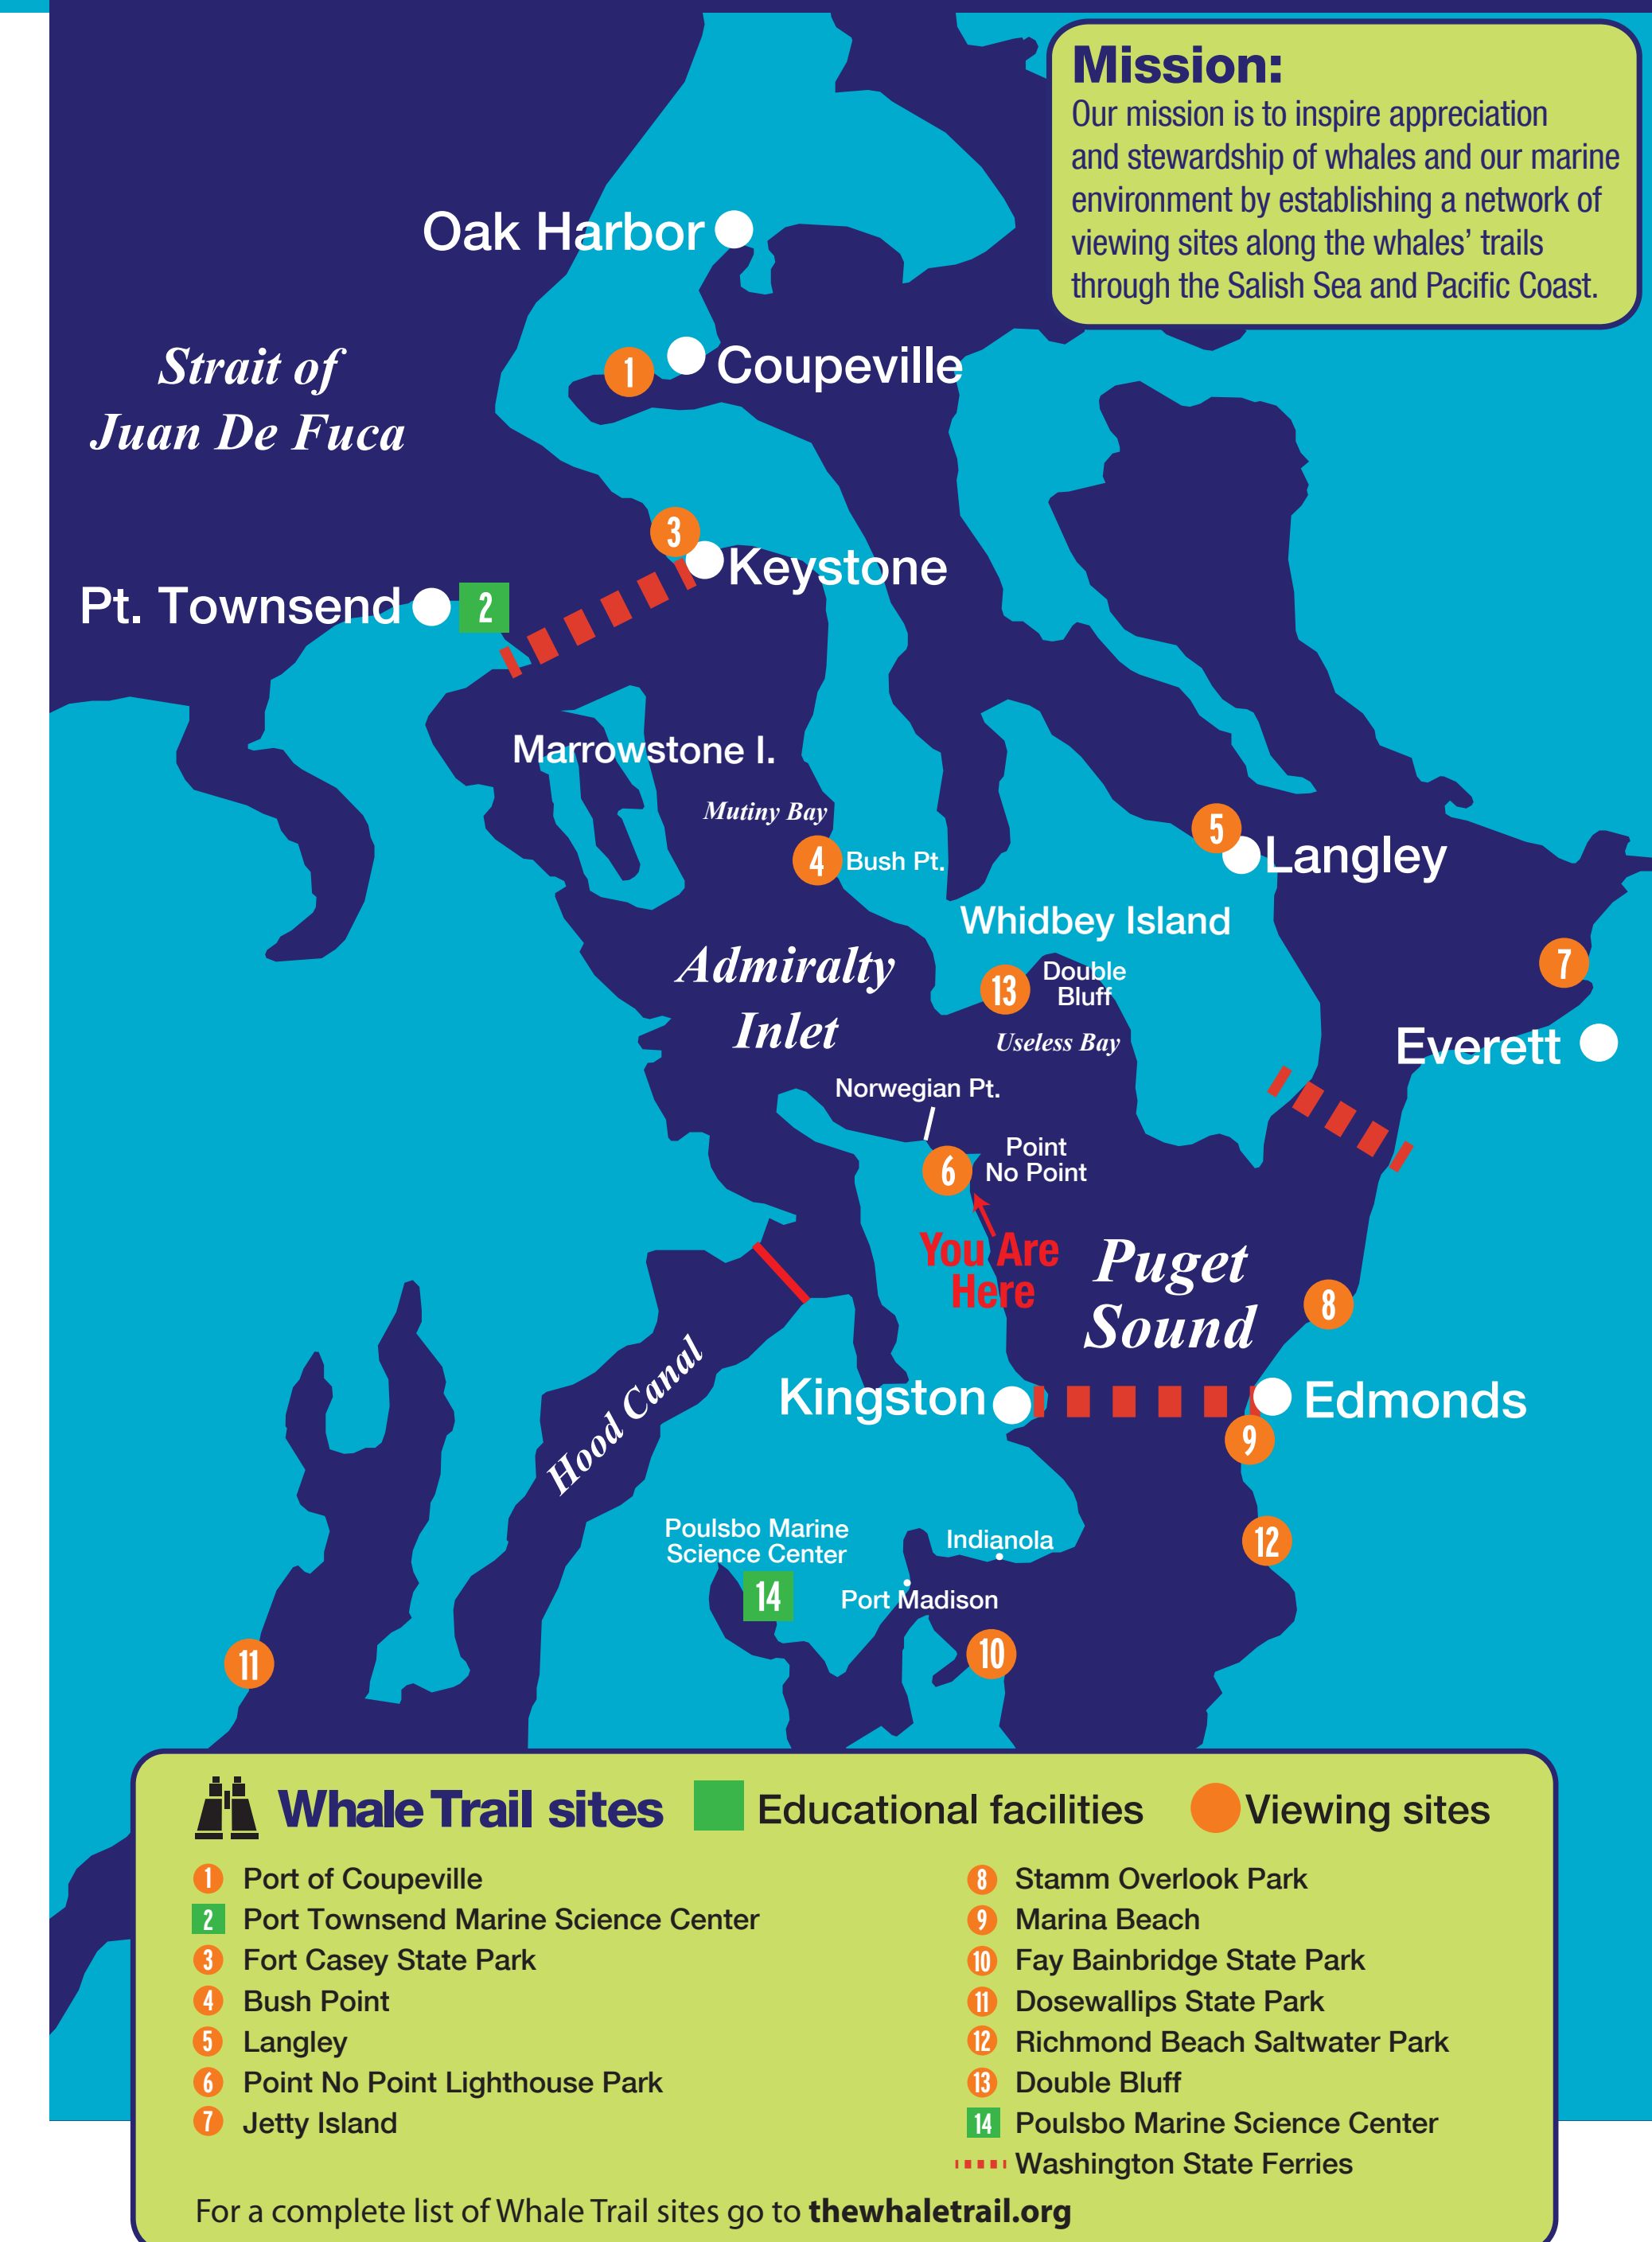 Mission:
Our mission is to inspire appreciation
and stewardship of whales and our marine
environment by establishing a network of
viewing sites along the whales’ trails
through the Salish Sea and Pacific Coast.
Oak Harbor
Strait of
Juan De Fuca
1
Coupeville
3
Keystone
Pt. Townsend
2
Marrowstone I.
Mutiny Bay
4
Bush Pt.
5
Langley
Whidbey Island
Admiralty
Inlet
13
Double
Bluff
7
Useless Bay
Everett
Norwegian Pt.
6
Point
No Point
You Are
Here
Puget
Sound
8
Hood Canal
Kingston
Edmonds
9
Poulsbo Marine
Science Center
14
Indianola
12
Port Madison
10
11
Whale Trail sites
Educational facilities
Viewing sites
1 Port of Coupeville
2 Port Townsend Marine Science Center
3 Fort Casey State Park
4 Bush Point
5 Langley
6 Point No Point Lighthouse Park
7 Jetty Island
8 Stamm Overlook Park
9 Marina Beach
10 Fay Bainbridge State Park
11 Dosewallips State Park
12 Richmond Beach Saltwater Park
13 Double Bluff
14 Poulsbo Marine Science Center
Washington State Ferries
For a complete list of Whale Trail sites go to thewhaletrail.org